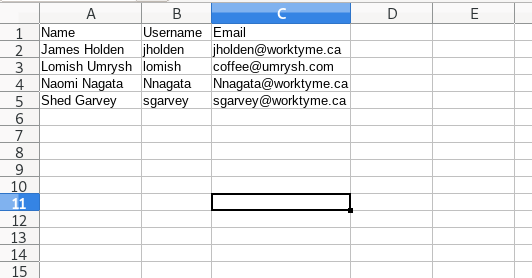 A B C D E
1 Name Username Email
2 James Holden jholden jholden@worktyme.ca
3 Lomish Umrysh lomish coffee@umrysh.com
4 Naomi Nagata Nnagata Nnagata@worktyme.ca
5 Shed Garvey sgarvey sgarvey@worktyme.ca
6
7
8
9
10
11
12
13
14
15